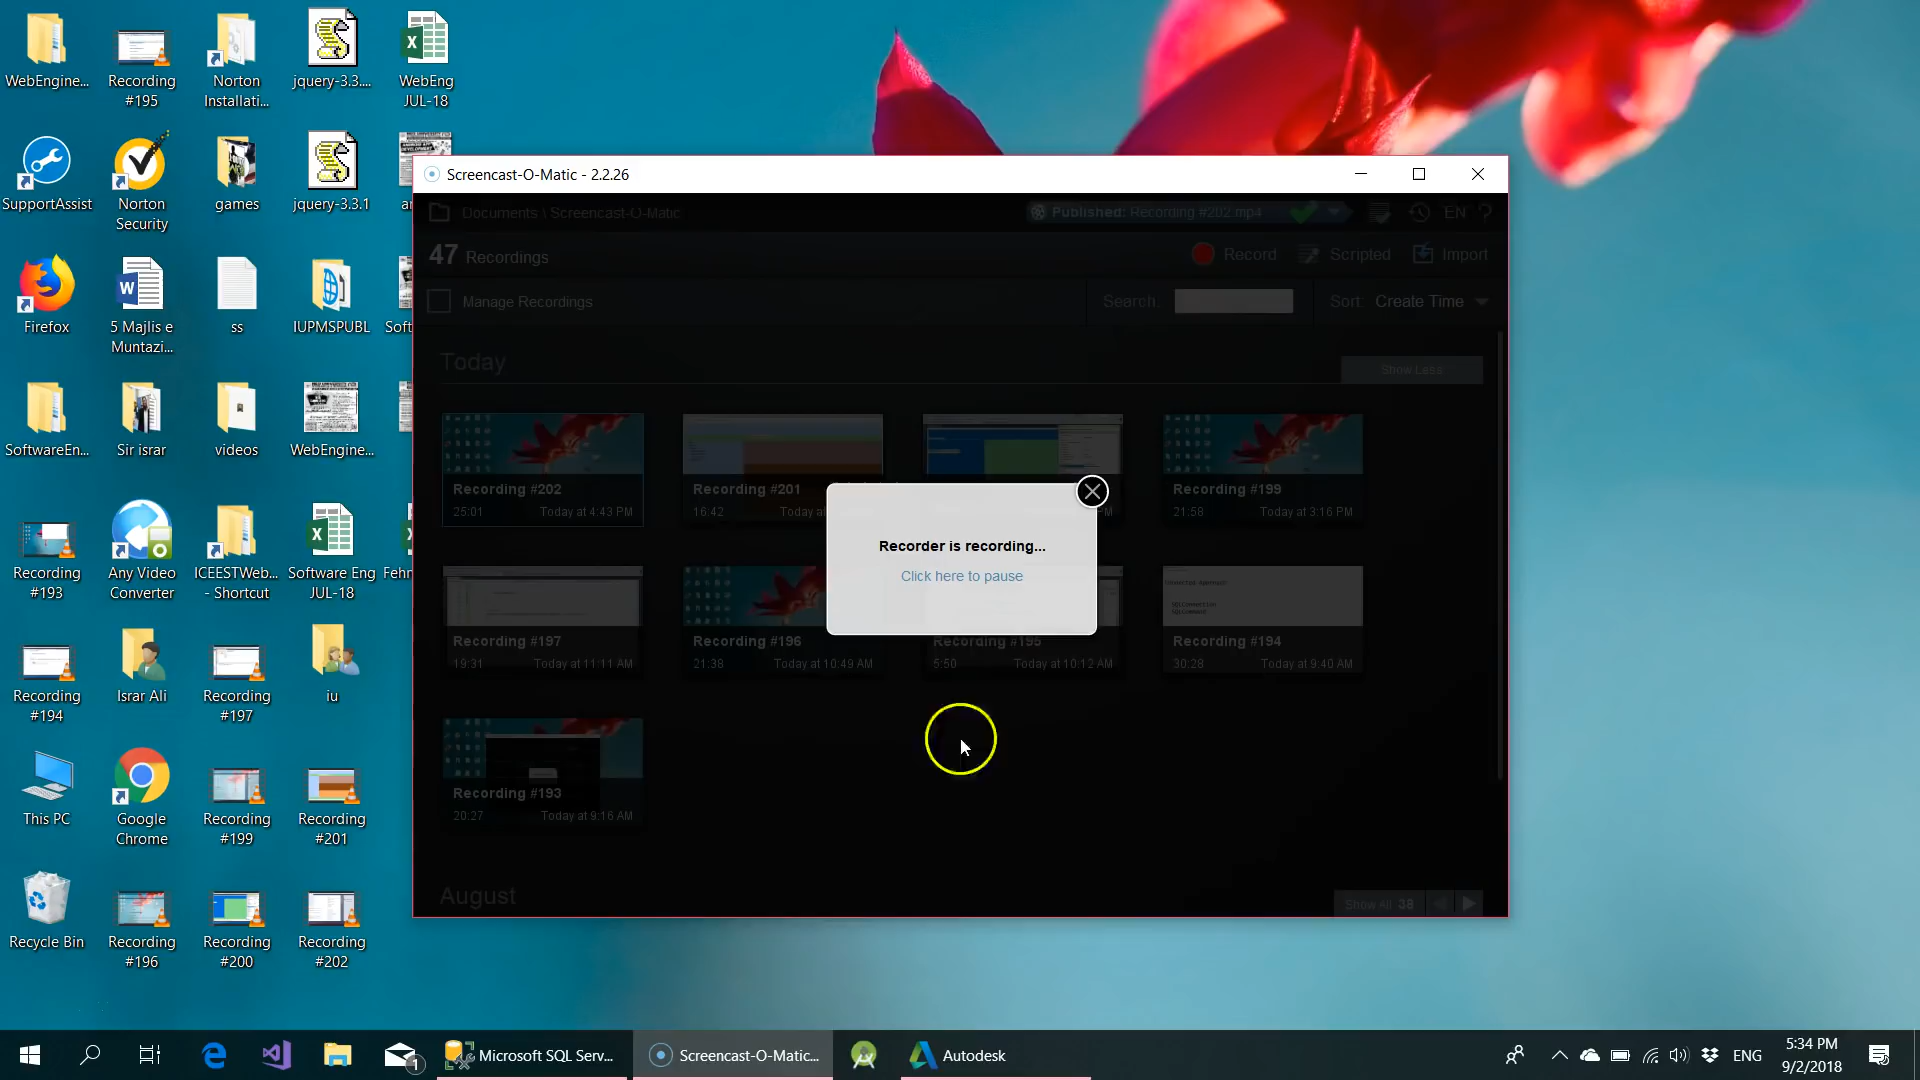 WebEngine...
Recording
#195
Norton
Installati...
jquery-3.3....
WebEng
JUL-18
SupportAssist
Norton
Security
games
jquery-3.3.1
Firefox
5 Majlis e
Muntazi...
ss
IUPMSPUBL
SoftwareEn...
Sir israr
videos
WebEngine...
Recording
#193
Any Video
Converter
ICEESTWeb...
- Shortcut
Software Eng
JUL-18
Recording
#194
Israr Ali
Recording
#197
iu
This PC
Google
Chrome
Recording
#199
Recording
#201
Recycle Bin
Recording
#196
Recording
#200
Recording
#202
Screencast-O-Matic - 2.2.26
Documents \ Screencast-O-Matic
Published: Recording #202.mp4
EN ?
47 Recordings
Record
Scripted
Import
Manage Recordings
Search:
Sort: Create Time
Today
Show Less
Recording #202
25:01 Today at 4:43 PM
Recording #201
16:42
Recording #199
21:58 Today at 3:16 PM
Recorder is recording...
Click here to pause
Recording #197
19:31 Today at 11:11 AM
Recording #196
21:38 Today at 10:49 AM
Recording #195
5:50 Today at 10:12 AM
Recording #194
30:28 Today at 9:40 AM
Recording #193
20:27 Today at 9:16 AM
August
Show All 38
1
Microsoft SQL Serv...
Screencast-O-Matic...
Autodesk
ENG
5:34 PM
9/2/2018